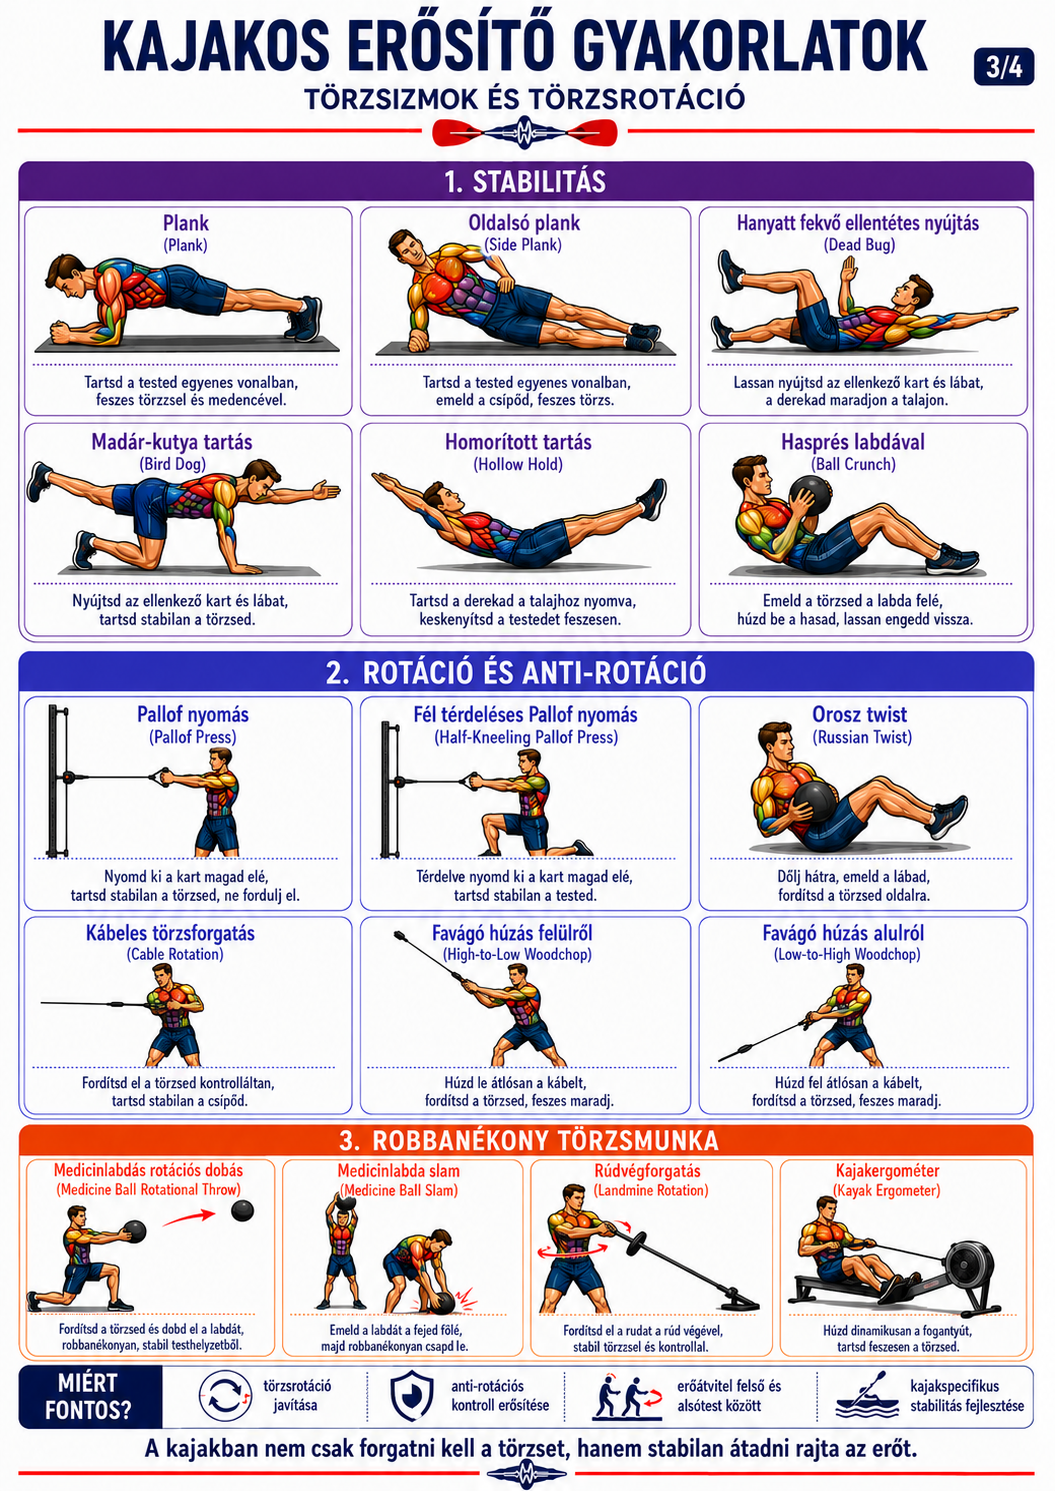 KAJAKOS ERŐSÍTŐ GYAKORLATOK
3/4
TÖRZSIZMOK ÉS TÖRZSROTÁCIÓ
1. STABILITÁS
Plank
(Plank)
Tartsd a tested egyenes vonalban,
feszes törzzsel és medencével.
Oldalsó plank
(Side Plank)
Tartsd a tested egyenes vonalban,
emeld a csípőd, feszes törzs.
Hanyatt fekvő ellentétes nyújtás
(Dead Bug)
Lassan nyújtsd az ellenkező kart és lábat,
a derekad maradjon a talajon.
Madár-kutya tartás
(Bird Dog)
Nyújtsd az ellenkező kart és lábat,
tartsd stabilan a törzsed.
Homorított tartás
(Hollow Hold)
Tartsd a derekad a talajhoz nyomva,
keskenyítsd a testedet feszesen.
Hasprés labdával
(Ball Crunch)
Emeld a törzsed a labda felé,
húzd be a hasad, lassan engedd vissza.
2. ROTÁCIÓ ÉS ANTI-ROTÁCIÓ
Pallof nyomás
(Pallof Press)
Nyomd ki a kart magad elé,
tartsd stabilan a törzsed, ne fordulj el.
Fél térdeléses Pallof nyomás
(Half-Kneeling Pallof Press)
Térdelve nyomd ki a kart magad elé,
tartsd stabilan a tested.
Orosz twist
(Russian Twist)
Dőlj hátra, emeld a lábad,
fordítsd a törzsed oldalra.
Kábeles törzsforgatás
(Cable Rotation)
Fordítsd el a törzsed kontrolláltan,
tartsd stabilan a csípőd.
Favágó húzás felülről
(High-to-Low Woodchop)
Húzd le átlósan a kábelt,
fordítsd a törzsed, feszes maradj.
Favágó húzás alulról
(Low-to-High Woodchop)
Húzd fel átlósan a kábelt,
fordítsd a törzsed, feszes maradj.
3. ROBBANÉKONY TÖRZSMUNKA
Medicinlabdás rotációs dobás
(Medicine Ball Rotational Throw)
Fordítsd a törzsed és dobd el a labdát,
robbanékonyan, stabil testhelyzetből.
Medicinlabda slam
(Medicine Ball Slam)
Emeld a labdát a fejed fölé,
majd robbanékonyan csapd le.
Rúdvégforgatás
(Landmine Rotation)
Fordítsd el a rudat a rúd végével,
stabil törzzsel és kontrollal.
Kajakergométer
(Kayak Ergometer)
Húzd dinamikusan a fogantyút,
tartsd feszesen a törzsed.
MIÉRT
FONTOS?
törzsrotáció
javítása
anti-rotációs
kontroll erősítése
erőátvitel felső és
alsótest között
kajakspecifikus
stabilitás fejlesztése
A kajakban nem csak forgatni kell a törzset, hanem stabilan átadni rajta az erőt.